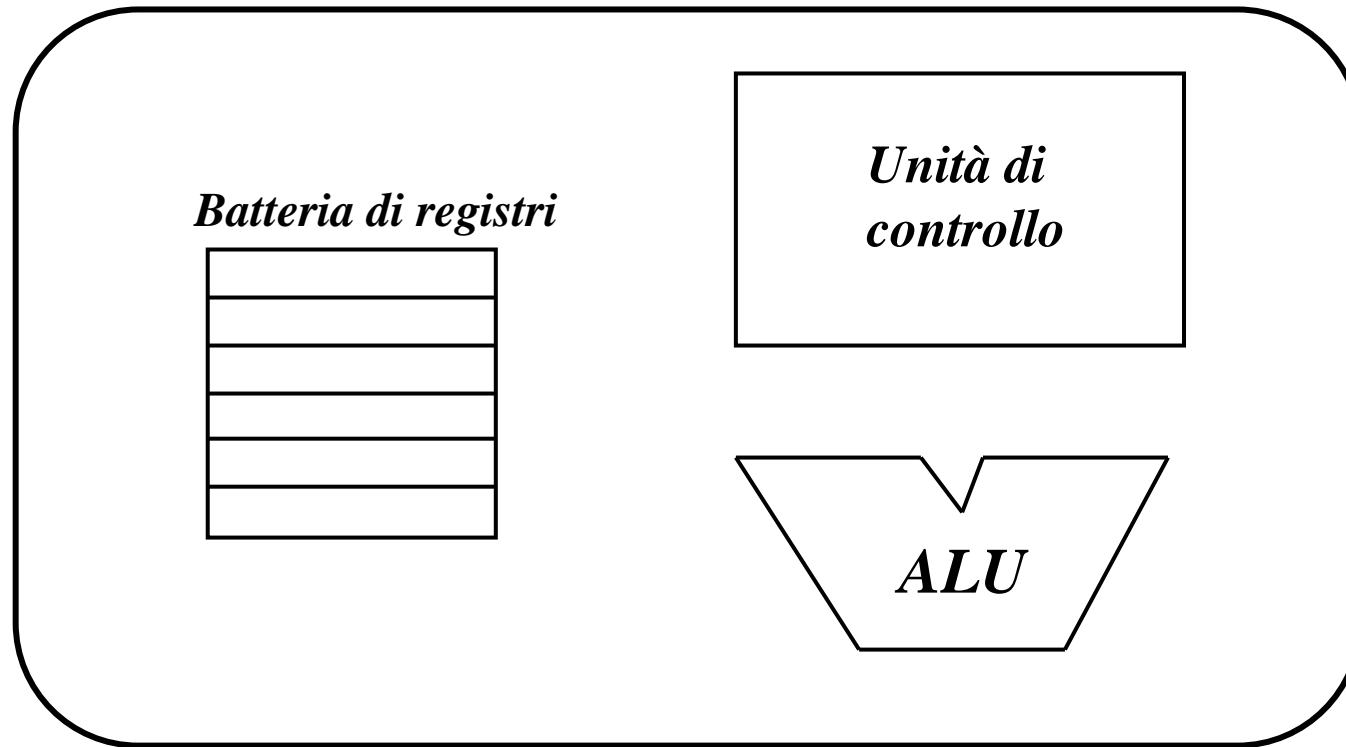 Batteria di registri
Unità di
controllo
ALU